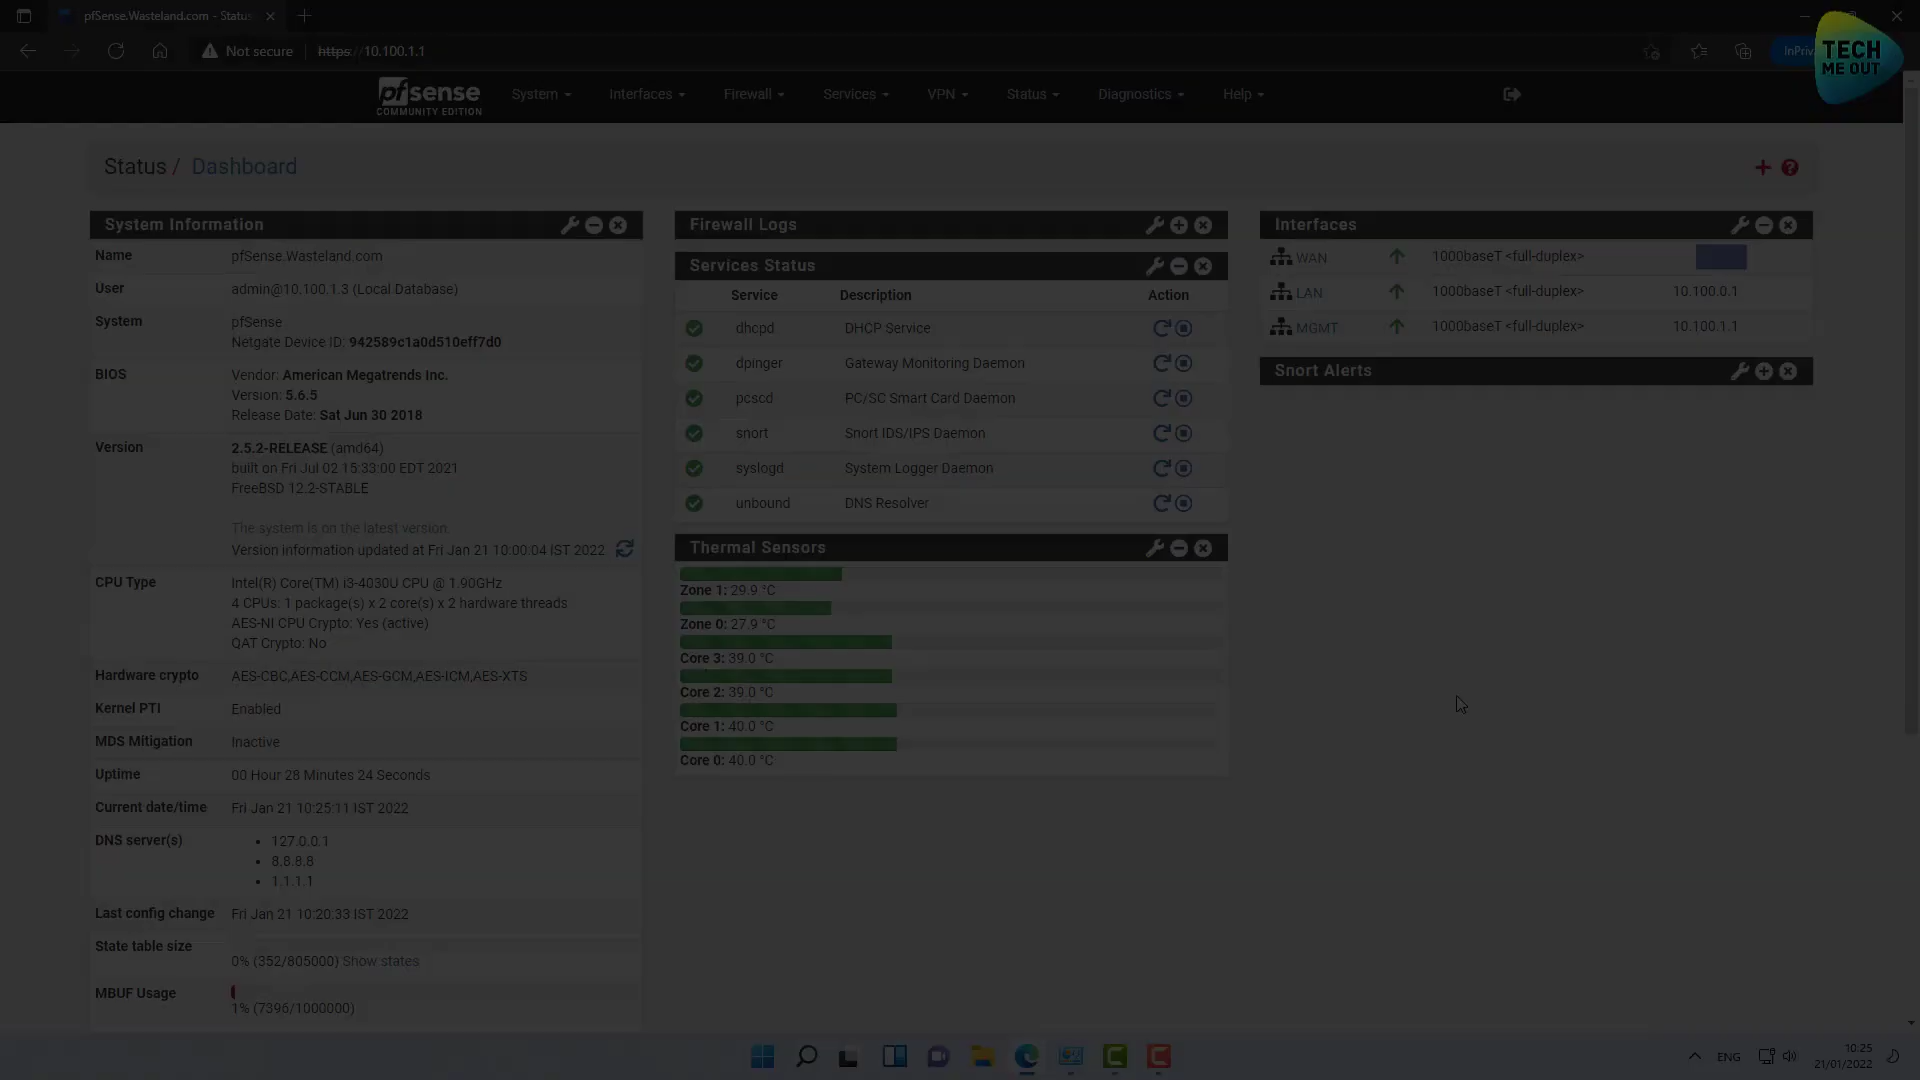 pfSense.Wasteland.com - Status
Not secure
https://10.100.1.1
InPriv
TECH
ME OUT
pfsense
COMMUNITY EDITION
System
Interfaces
Firewall
Services
VPN
Status
Diagnostics
Help
Status / Dashboard
System Information
Name pfSense.Wasteland.com
User admin@10.100.1.3 (Local Database)
System pfSense
Netgate Device ID: 942589c1a0d510eff7d0
BIOS Vendor: American Megatrends Inc.
Version: 5.6.5
Release Date: Sat Jun 30 2018
Version 2.5.2-RELEASE (amd64)
built on Fri Jul 02 15:33:00 EDT 2021
FreeBSD 12.2-STABLE
The system is on the latest version.
Version information updated at Fri Jan 21 10:00:04 IST 2022
CPU Type Intel(R) Core(TM) i3-4030U CPU @ 1.90GHz
4 CPUs: 1 package(s) x 2 core(s) x 2 hardware threads
AES-NI CPU Crypto: Yes (active)
QAT Crypto: No
Hardware crypto AES-CBC,AES-CCM,AES-GCM,AES-ICM,AES-XTS
Kernel PTI Enabled
MDS Mitigation Inactive
Uptime 00 Hour 28 Minutes 24 Seconds
Current date/time Fri Jan 21 10:25:11 IST 2022
DNS server(s)
127.0.0.1
8.8.8.8
1.1.1.1
Last config change Fri Jan 21 10:20:33 IST 2022
State table size
0% (352/805000) Show states
MBUF Usage
1% (7396/1000000)
Firewall Logs
Services Status
Service Description Action
dhcpd DHCP Service
dpinger Gateway Monitoring Daemon
pcscd PC/SC Smart Card Daemon
snort Snort IDS/IPS Daemon
syslogd System Logger Daemon
unbound DNS Resolver
Thermal Sensors
Zone 1: 29.9 °C
Zone 0: 27.9 °C
Core 3: 39.0 °C
Core 2: 39.0 °C
Core 1: 40.0 °C
Core 0: 40.0 °C
Interfaces
WAN 1000baseT <full-duplex>
LAN 1000baseT <full-duplex> 10.100.0.1
MGMT 1000baseT <full-duplex> 10.100.1.1
Snort Alerts
ENG
10:25
21/01/2022